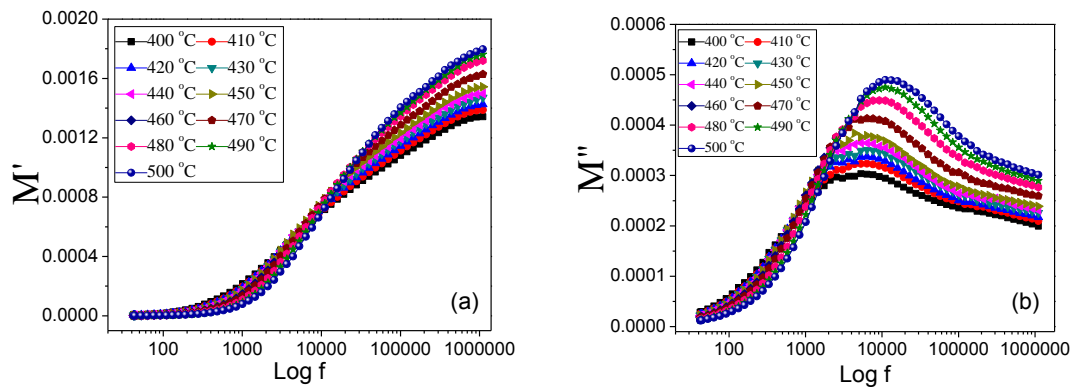 0.0020
0.0016
0.0012
0.0008
0.0004
0.0000
M'
400 °C 410 °C
420 °C 430 °C
440 °C 450 °C
460 °C 470 °C
480 °C 490 °C
500 °C
(a)
100 1000 10000 100000 1000000
Log f
0.0006
0.0005
0.0004
0.0003
0.0002
0.0001
0.0000
M''
400 °C 410 °C
420 °C 430 °C
440 °C 450 °C
460 °C 470 °C
480 °C 490 °C
500 °C
(b)
100 1000 10000 100000 1000000
Log f